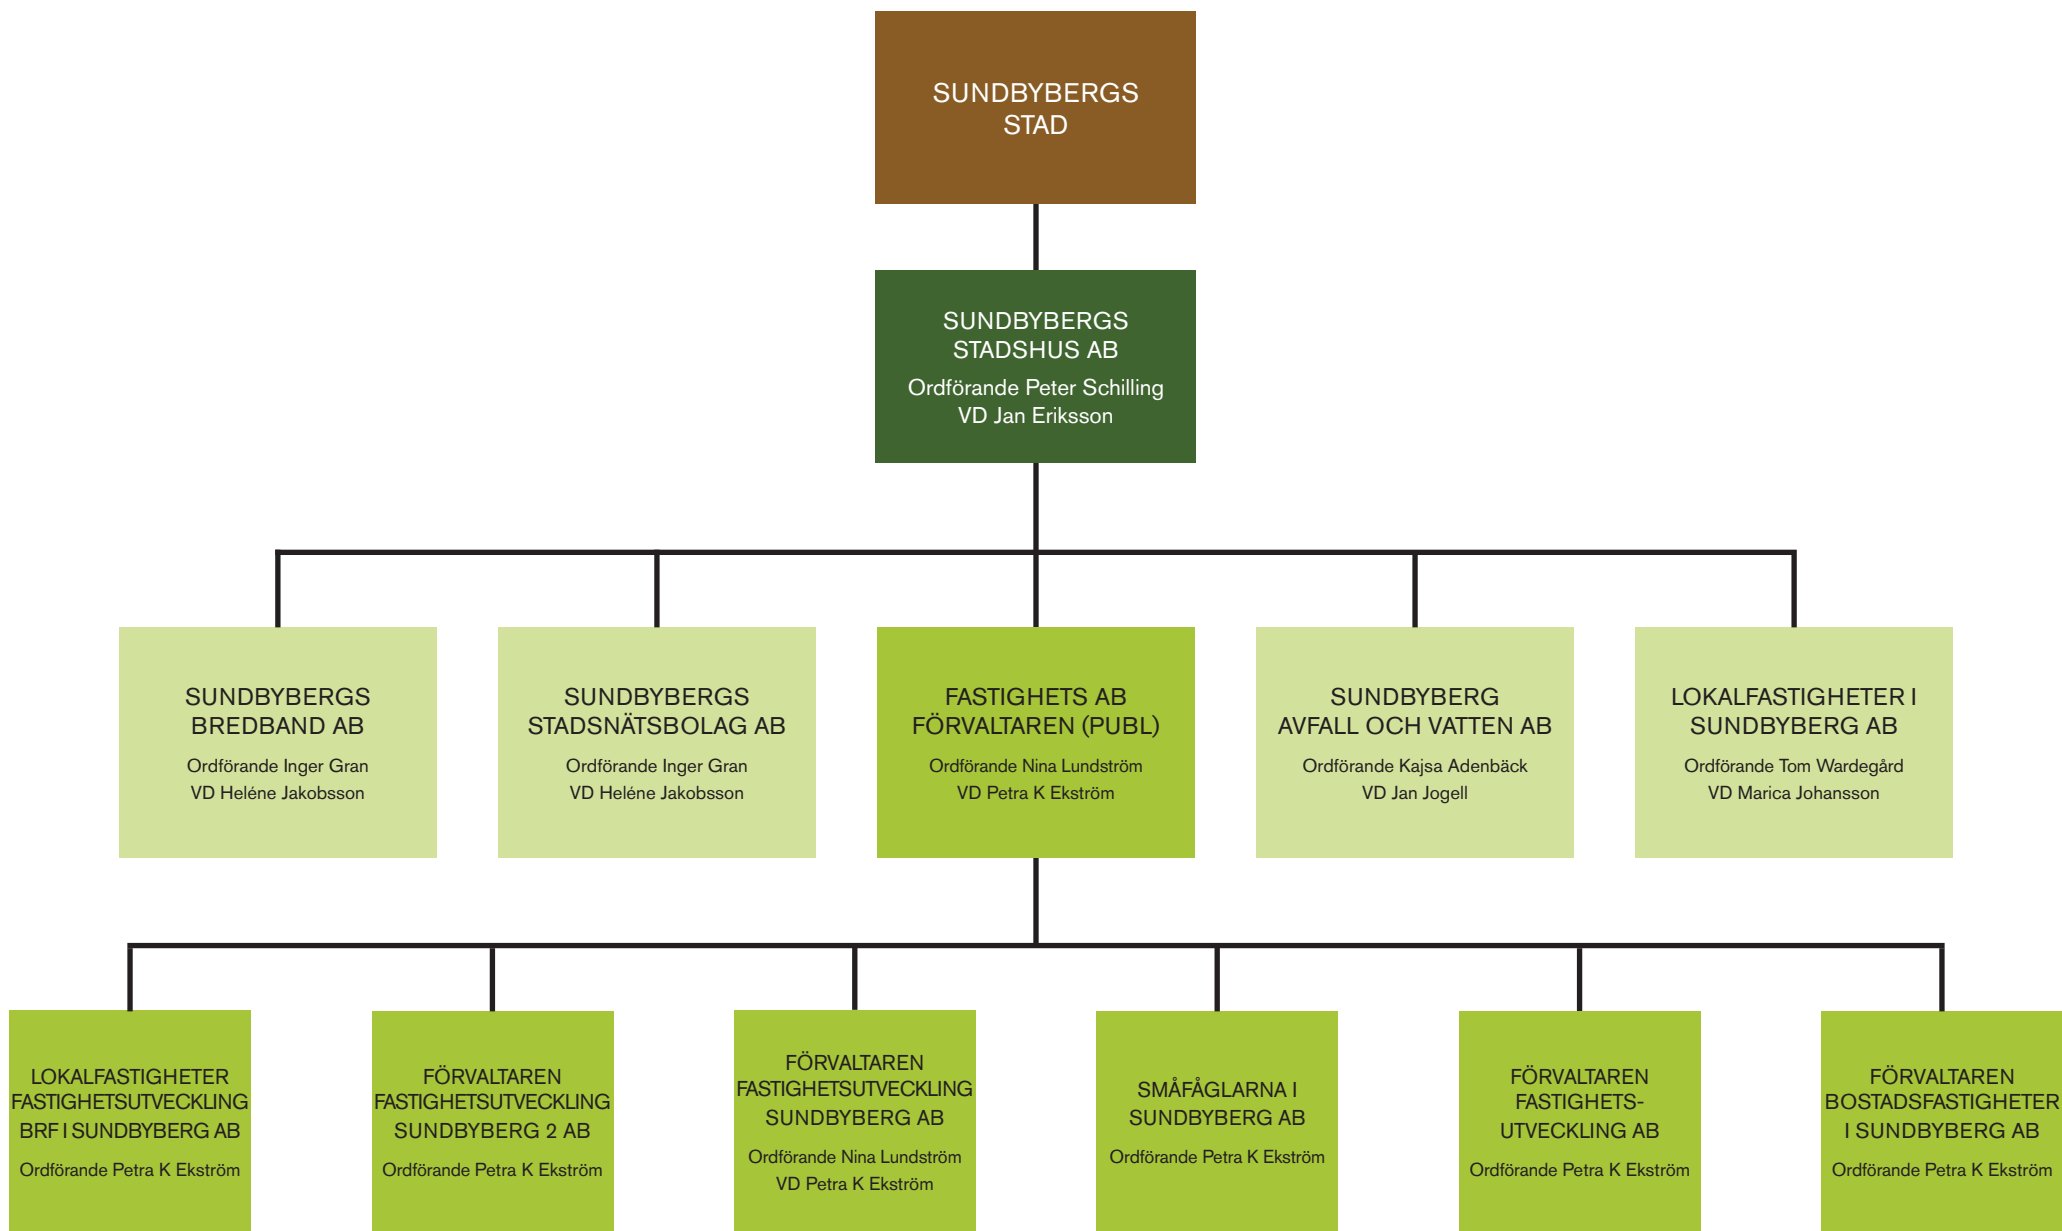 SUNDBYBERGS
STAD
SUNDBYBERGS
STADSHUS AB
Ordförande Peter Schilling
VD Jan Eriksson
SUNDBYBERGS
BREDBAND AB
Ordförande Inger Gran
VD Heléne Jakobsson
SUNDBYBERGS
STADSNÄTSBOLAG AB
Ordförande Inger Gran
VD Heléne Jakobsson
FASTIGHETS AB
FÖRVALTAREN (PUBL)
Ordförande Nina Lundström
VD Petra K Ekström
SUNDBYBERG
AVFALL OCH VATTEN AB
Ordförande Kajsa Adenbäck
VD Jan Jogell
LOKALFASTIGHETER I
SUNDBYBERG AB
Ordförande Tom Wardegård
VD Marica Johansson
LOKALFASTIGHETER
FASTIGHETSUTVECKLING
BRF I SUNDBYBERG AB
Ordförande Petra K Ekström
FÖRVALTAREN
FASTIGHETSUTVECKLING
SUNDBYBERG 2 AB
Ordförande Petra K Ekström
FÖRVALTAREN
FASTIGHETSUTVECKLING
SUNDBYBERG AB
Ordförande Nina Lundström
VD Petra K Ekström
SMÅFÅGLARNA I
SUNDBYBERG AB
Ordförande Petra K Ekström
FÖRVALTAREN
FASTIGHETS-
UTVECKLING AB
Ordförande Petra K Ekström
FÖRVALTAREN
BOSTADSFASTIGHETER
I SUNDBYBERG AB
Ordförande Petra K Ekström